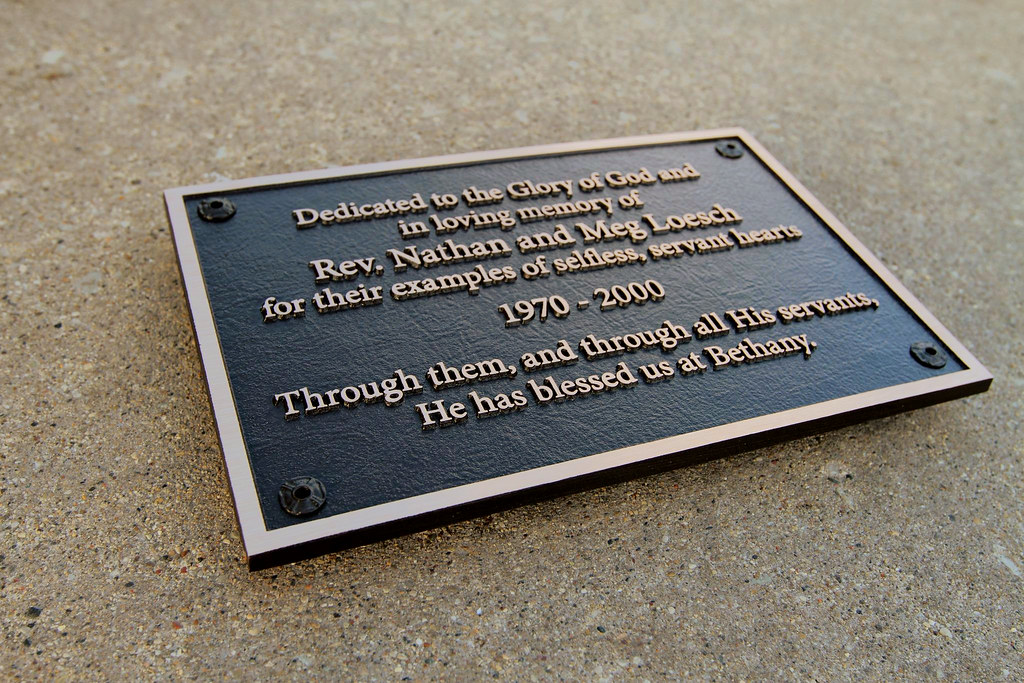 Dedicated to the Glory of God and
in loving memory of
Rev. Nathan and Meg Loesch
for their examples of selfless, servant hearts
1970 - 2000
Through them, and through all His servants,
He has blessed us at Bethany.